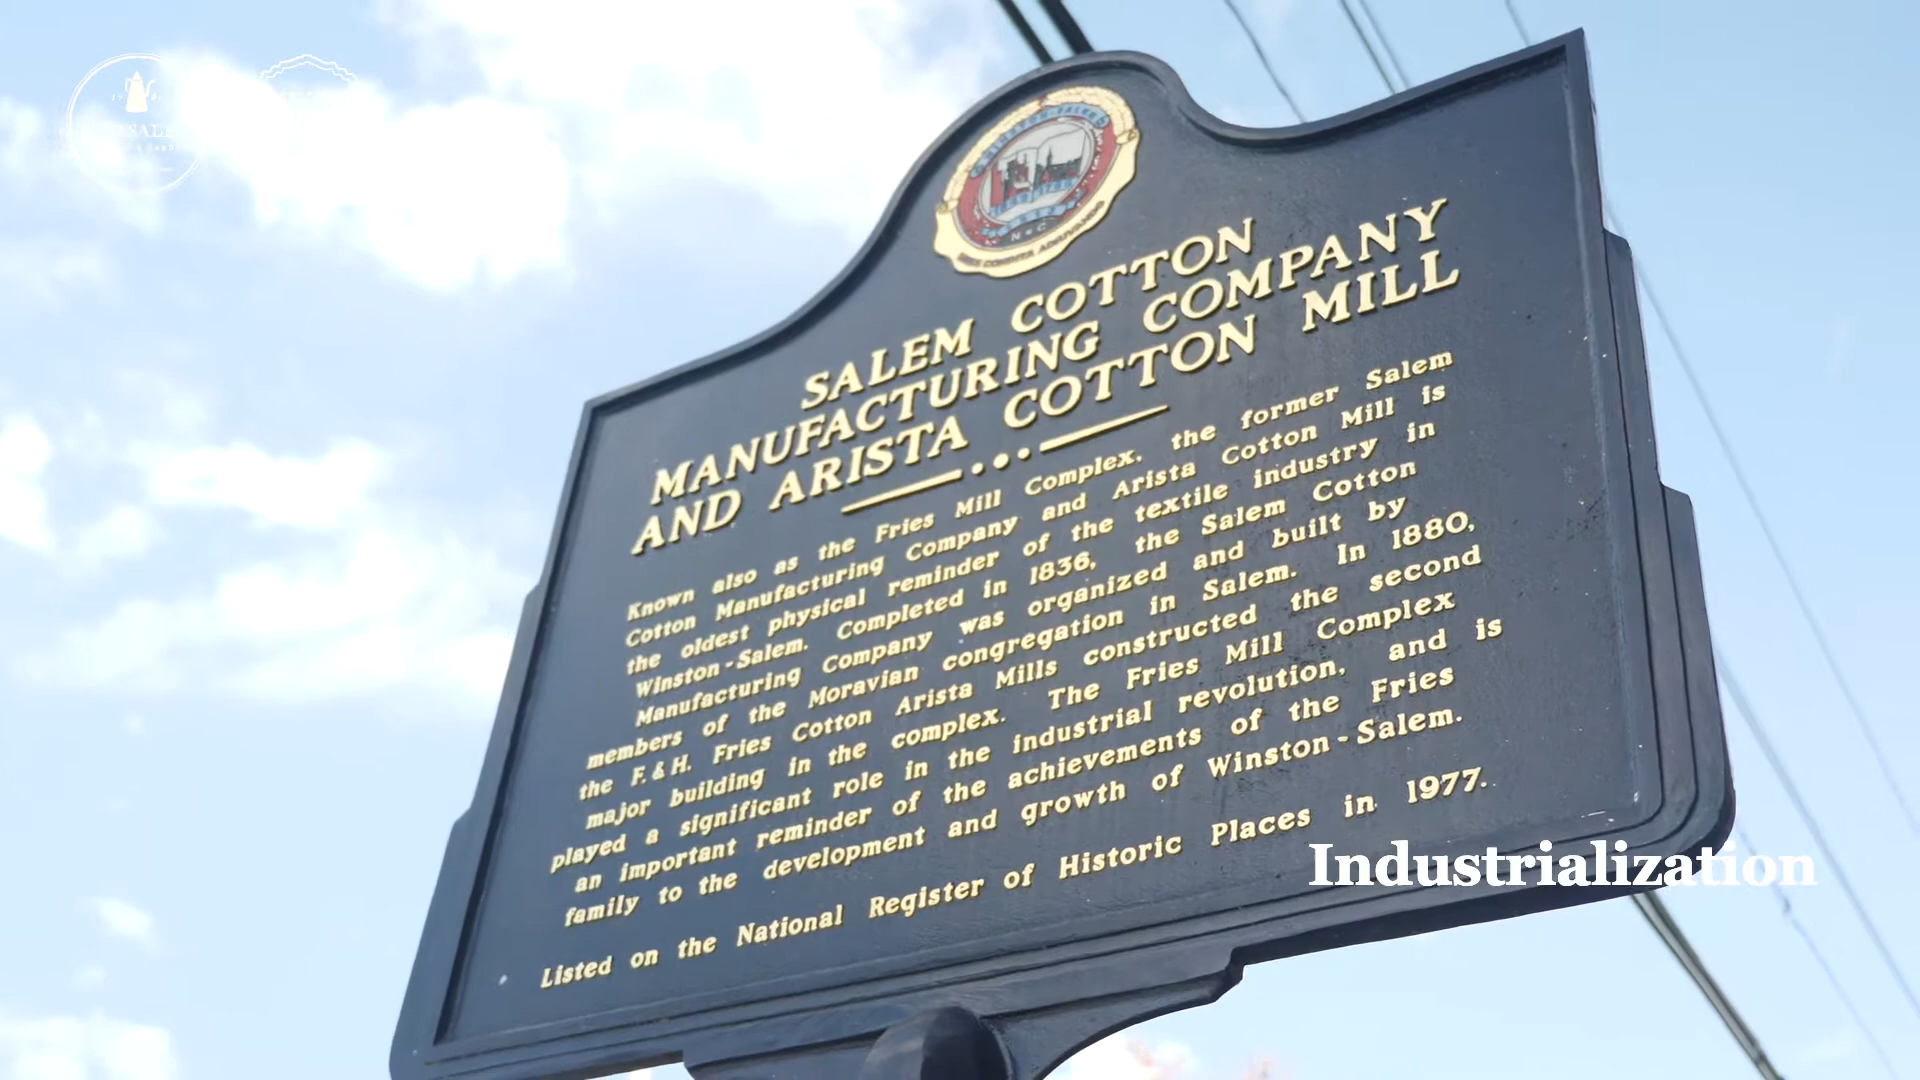 SALEM COTTON
MANUFACTURING COMPANY
AND ARISTA COTTON MILL
Known also as the Fries Mill Complex, the former Salem
Cotton Manufacturing Company and Arista Cotton Mill is
the oldest physical reminder of the textile industry in
Winston-Salem. Completed in 1836, the Salem Cotton
Manufacturing Company was organized and built by
members of the Moravian congregation in Salem. In 1880,
the F. & H. Fries Cotton Arista Mills constructed the second
major building in the complex. The Fries Mill Complex
played a significant role in the industrial revolution, and is
an important reminder of the achievements of the Fries
family to the development and growth of Winston-Salem.
Listed on the National Register of Historic Places in 1977.
Industrialization